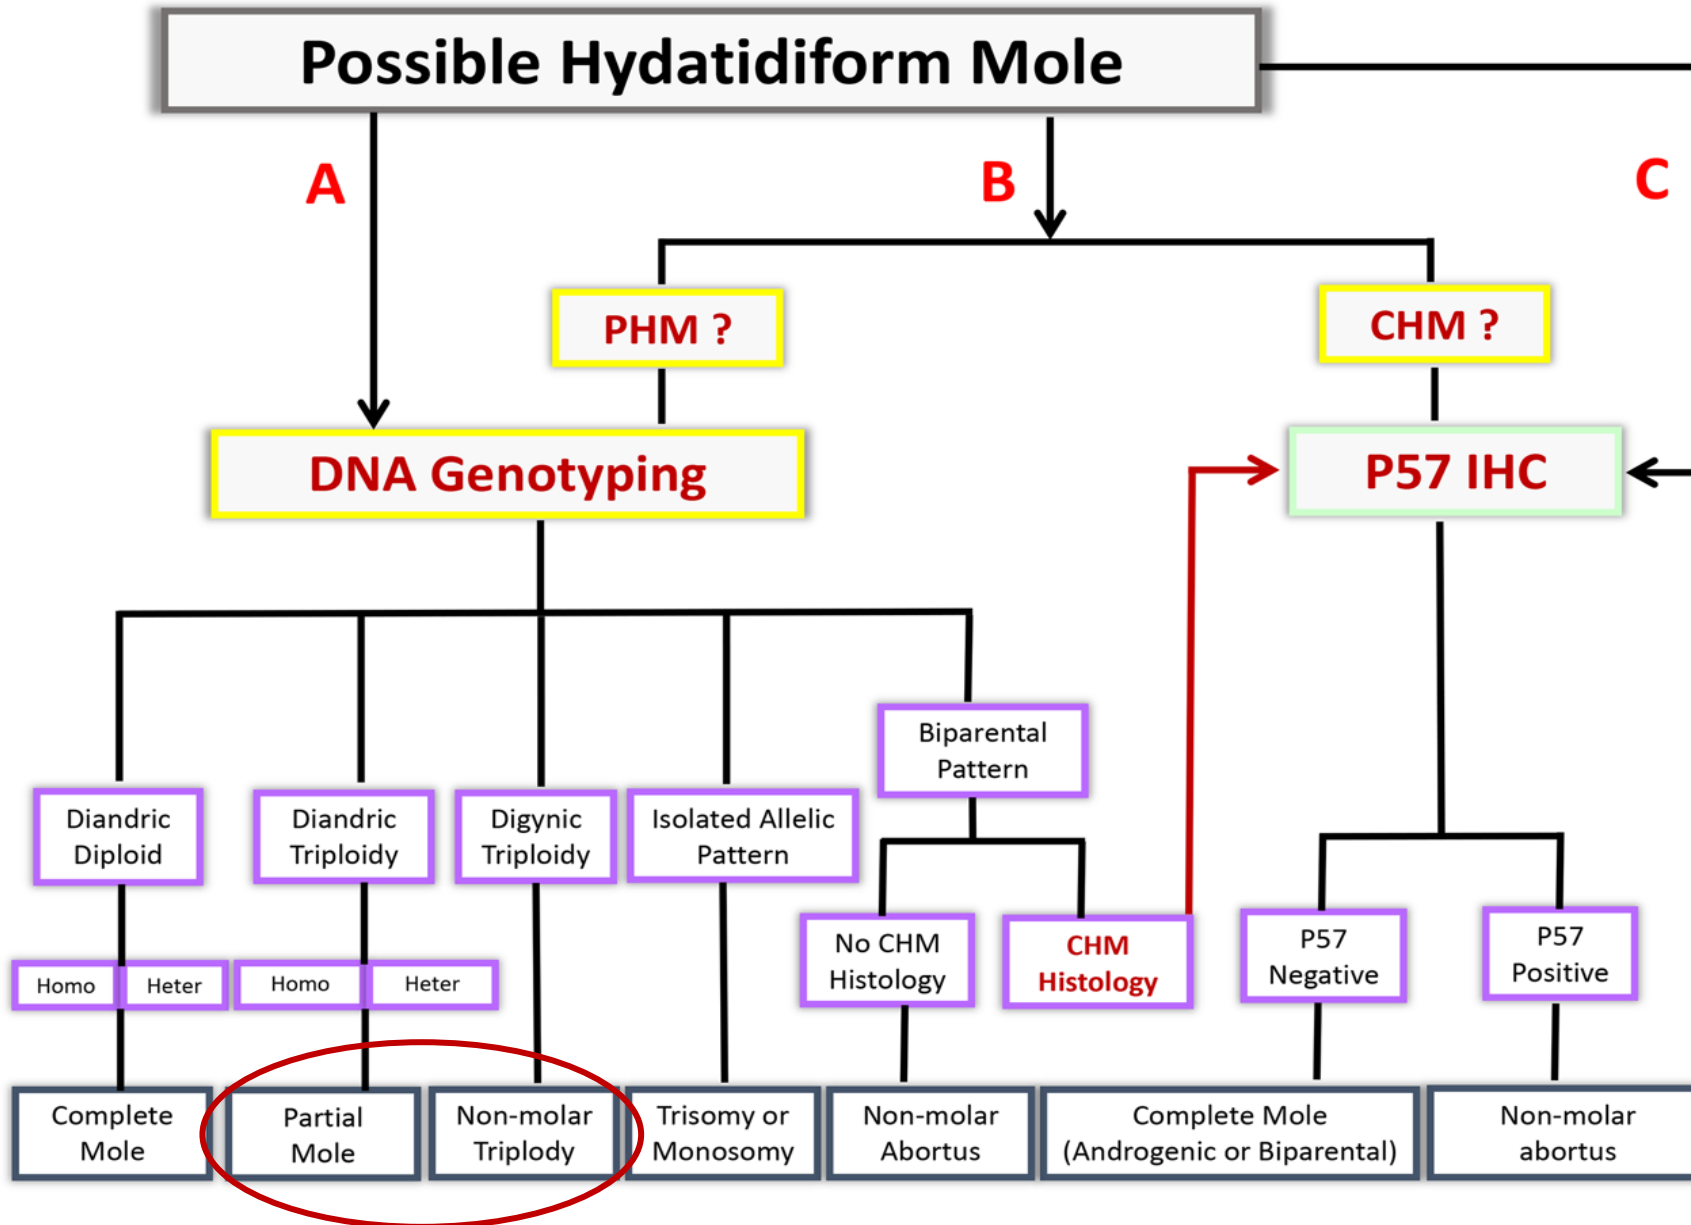 Possible Hydatidiform Mole
A
B
C
PHM ?
CHM ?
DNA Genotyping
P57 IHC
Biparental
Pattern
Diandric
Diploid
Diandric
Triploidy
Digynic
Triploidy
Isolated Allelic
Pattern
No CHM
Histology
CHM
Histology
P57
Negative
P57
Positive
Homo
Heter
Homo
Heter
Complete
Mole
Partial
Mole
Non-molar
Triplody
Trisomy or
Monosomy
Non-molar
Abortus
Complete Mole
(Androgenic or Biparental)
Non-molar
abortus